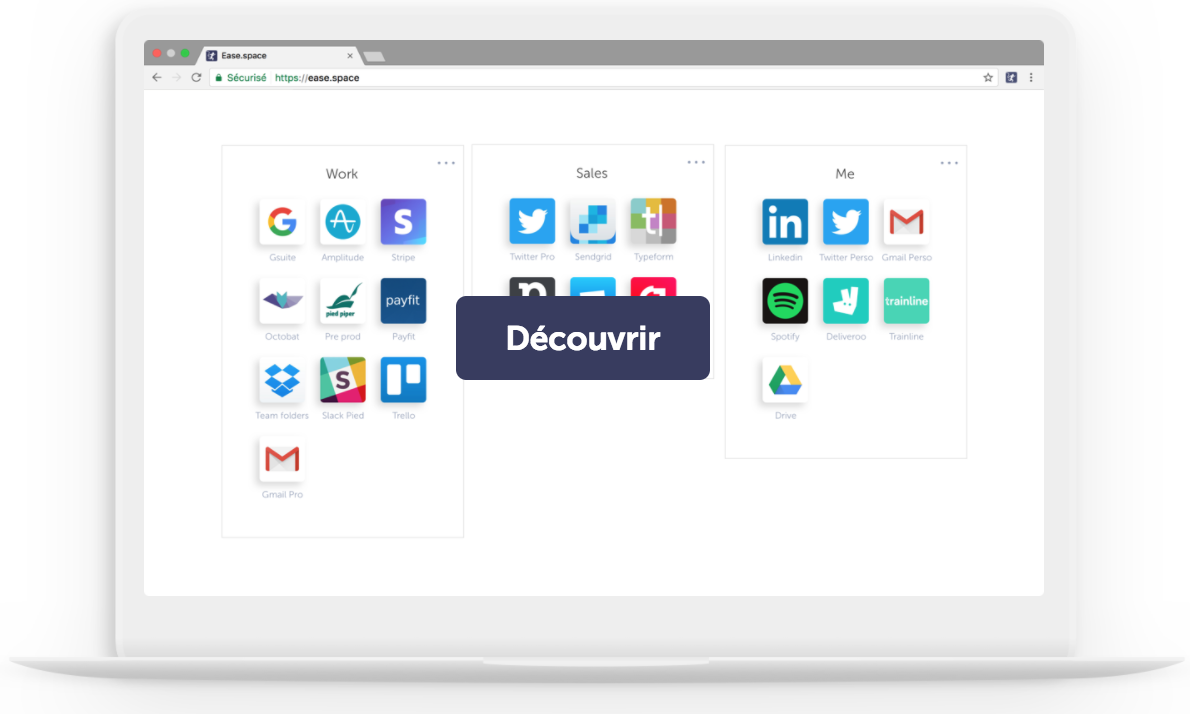 Ease.space
Sécurisé https://ease.space
Work
S
Gsuite Amplitude Stripe
pied piper
payfit
Octobat Pre prod Payfit
S
Team folders Slack Pied Trello
Gmail Pro
Sales
t
Twitter Pro Sendgrid Typeform
Découvrir
Me
in
Linkedin Twitter Perso Gmail Perso
trainline
Spotify Deliveroo Trainline
Drive